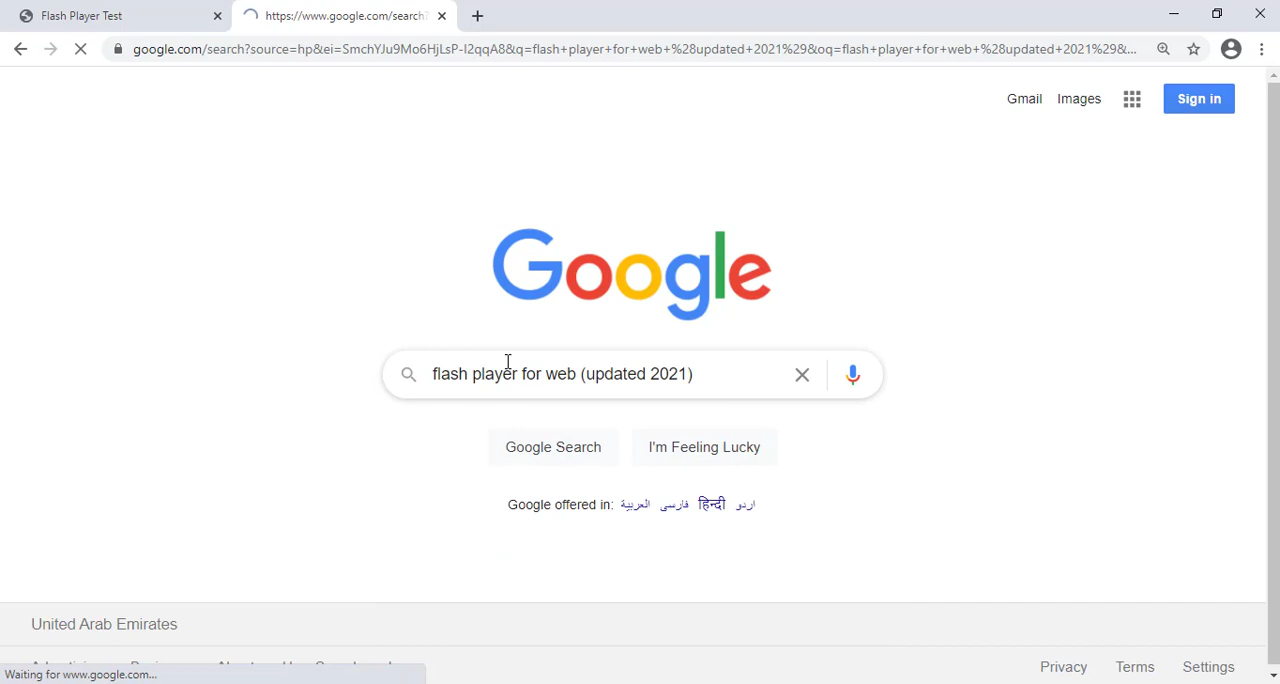 Flash Player Test
https://www.google.com/search?
google.com/search?source=hp&ei=SmchYJu9Mo6HjLsP-I2qqA8&q=flash+player+for+web+%28updated+2021%29&oq=flash+player+for+web+%28updated+2021%29&...
Gmail Images Sign in
Google
flash player for web (updated 2021)
Google Search I'm Feeling Lucky
Google offered in: العربية فارسی हिन्दी اردو
United Arab Emirates
Privacy Terms Settings
Waiting for www.google.com...